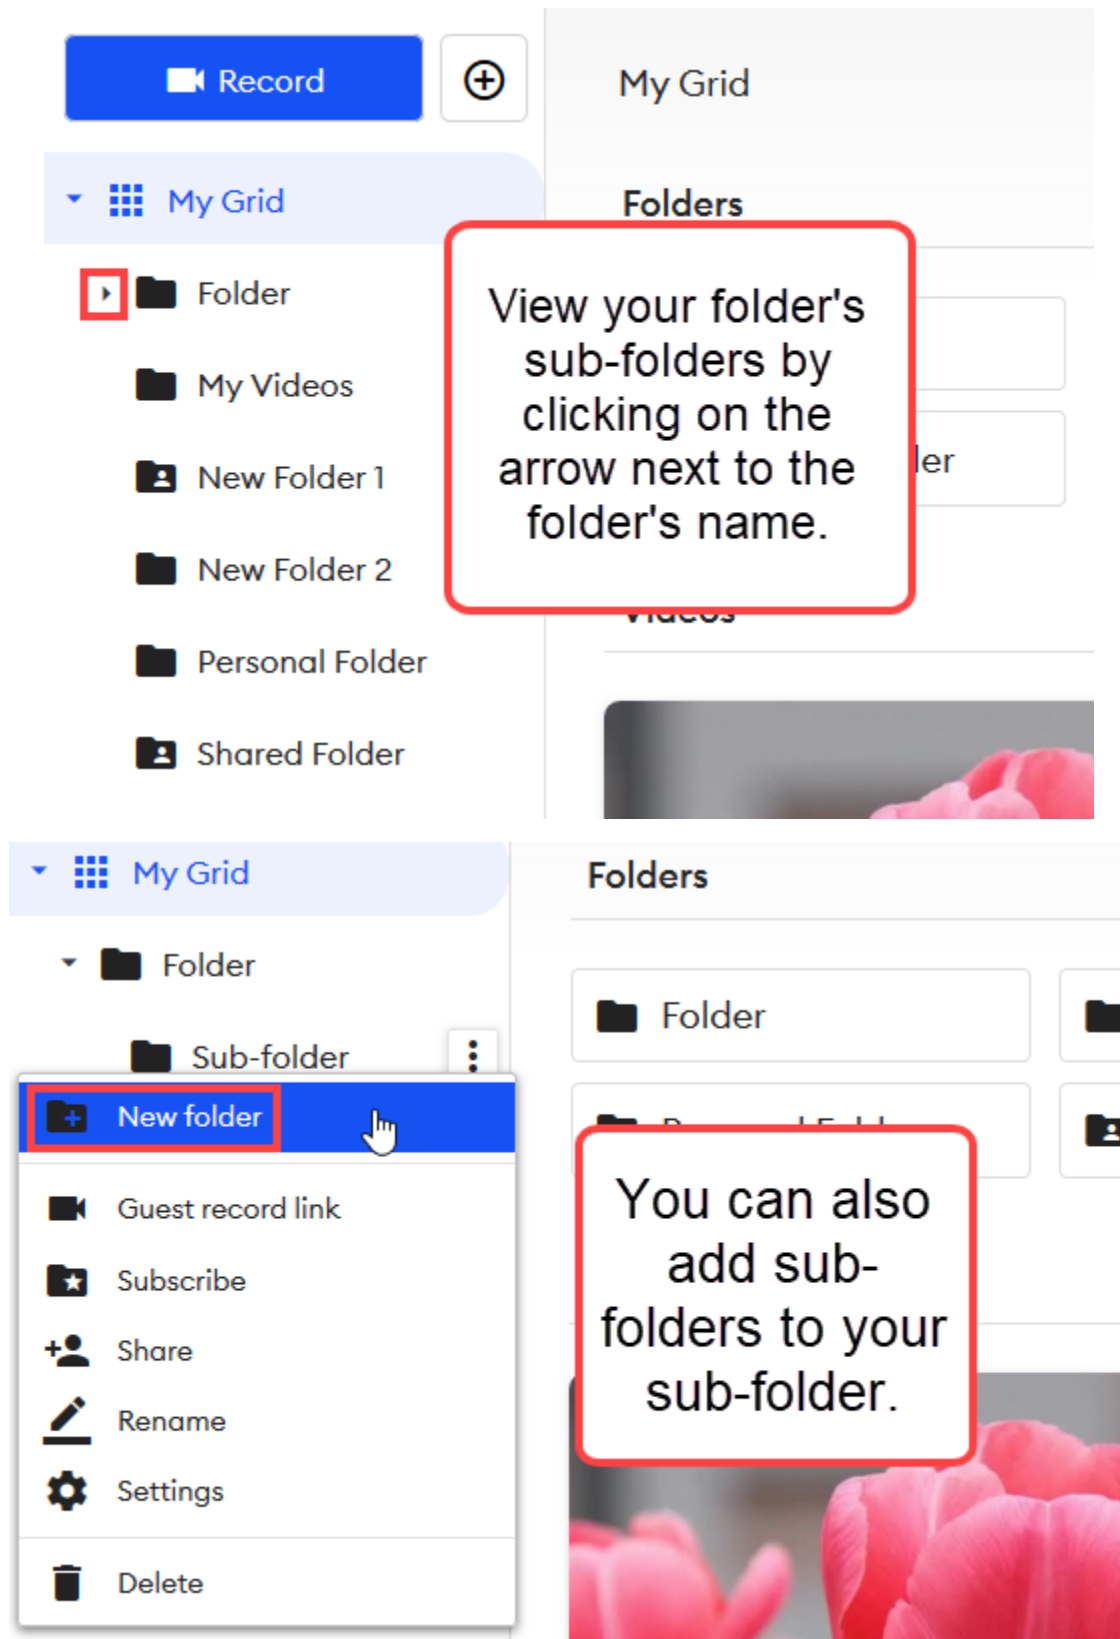 Record
My Grid
My Grid
Folders
Folder
View your folder's
sub-folders by
clicking on the
arrow next to the
folder's name.
My Videos
New Folder 1
New Folder 2
Personal Folder
Shared Folder
Videos
My Grid
Folders
Folder
Folder
Sub-folder
New folder
Guest record link
Subscribe
Share
Rename
Settings
Delete
You can also
add sub-
folders to your
sub-folder.